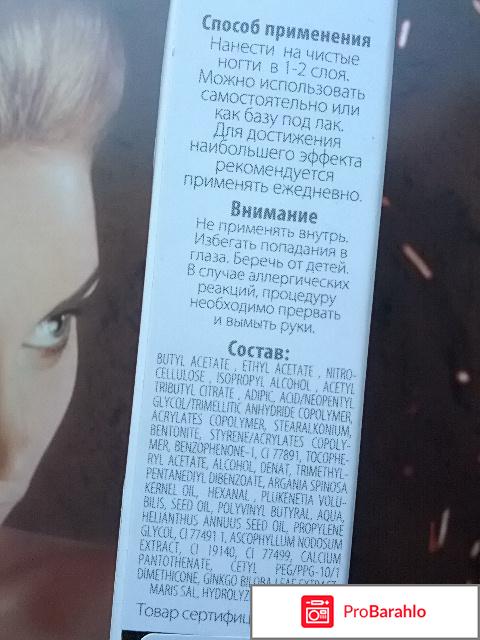 Способ применения
Нанести на чистые
ногти в 1-2 слоя.
Можно использовать
самостоятельно или
как базу под лак.
Для достижения
наибольшего эффекта
рекомендуется
применять ежедневно.
Внимание
Не применять внутрь.
Избегать попадания в
глаза. Беречь от детей.
В случае аллергических
реакций, процедуру
необходимо прервать
и вымыть руки.
Состав:
BUTYL ACETATE , ETHYL ACETATE , NITRO-
CELLULOSE , ISOPROPYL ALCOHOL , ACETYL
TRIBUTYL CITRATE , ADIPIC, ACID/NEOPENTYL
GLYCOL/TRIMELLITIC ANHYDRIDE COPOLYMER,
ACRYLATES COPOLYMER, STEARALKONIUM,
BENTONITE, STYRENE/ACRYLATES COPOLY-
MER, BENZOPHENONE-1, CI 77891, TOCOPHE-
RYL ACETATE, ALCOHOL, DENAT, TRIMETHYL-
PENTANEDIYL DIBENZOATE, ARGANIA SPINOSA
KERNEL OIL, HEXANAL , PLUKENETIA VOLU-
BILIS, SEED OIL, POLYVINYL BUTYRAL, AQUA,
HELIANTHUS ANNUUS SEED OIL, PROPYLENE
GLYCOL, CI 77491 1, ASCOPHYLLUM NODOSUM
EXTRACT, CI 19140, CI 77499, CALCIUM
PANTOTHENATE, CETYL PEG/PPG-10/1
DIMETHICONE, GINKGO BILOBA LEAF EXTRACT,
MARIS SAL, HYDROLYZ
Товар сертифиц
ProBarahlo